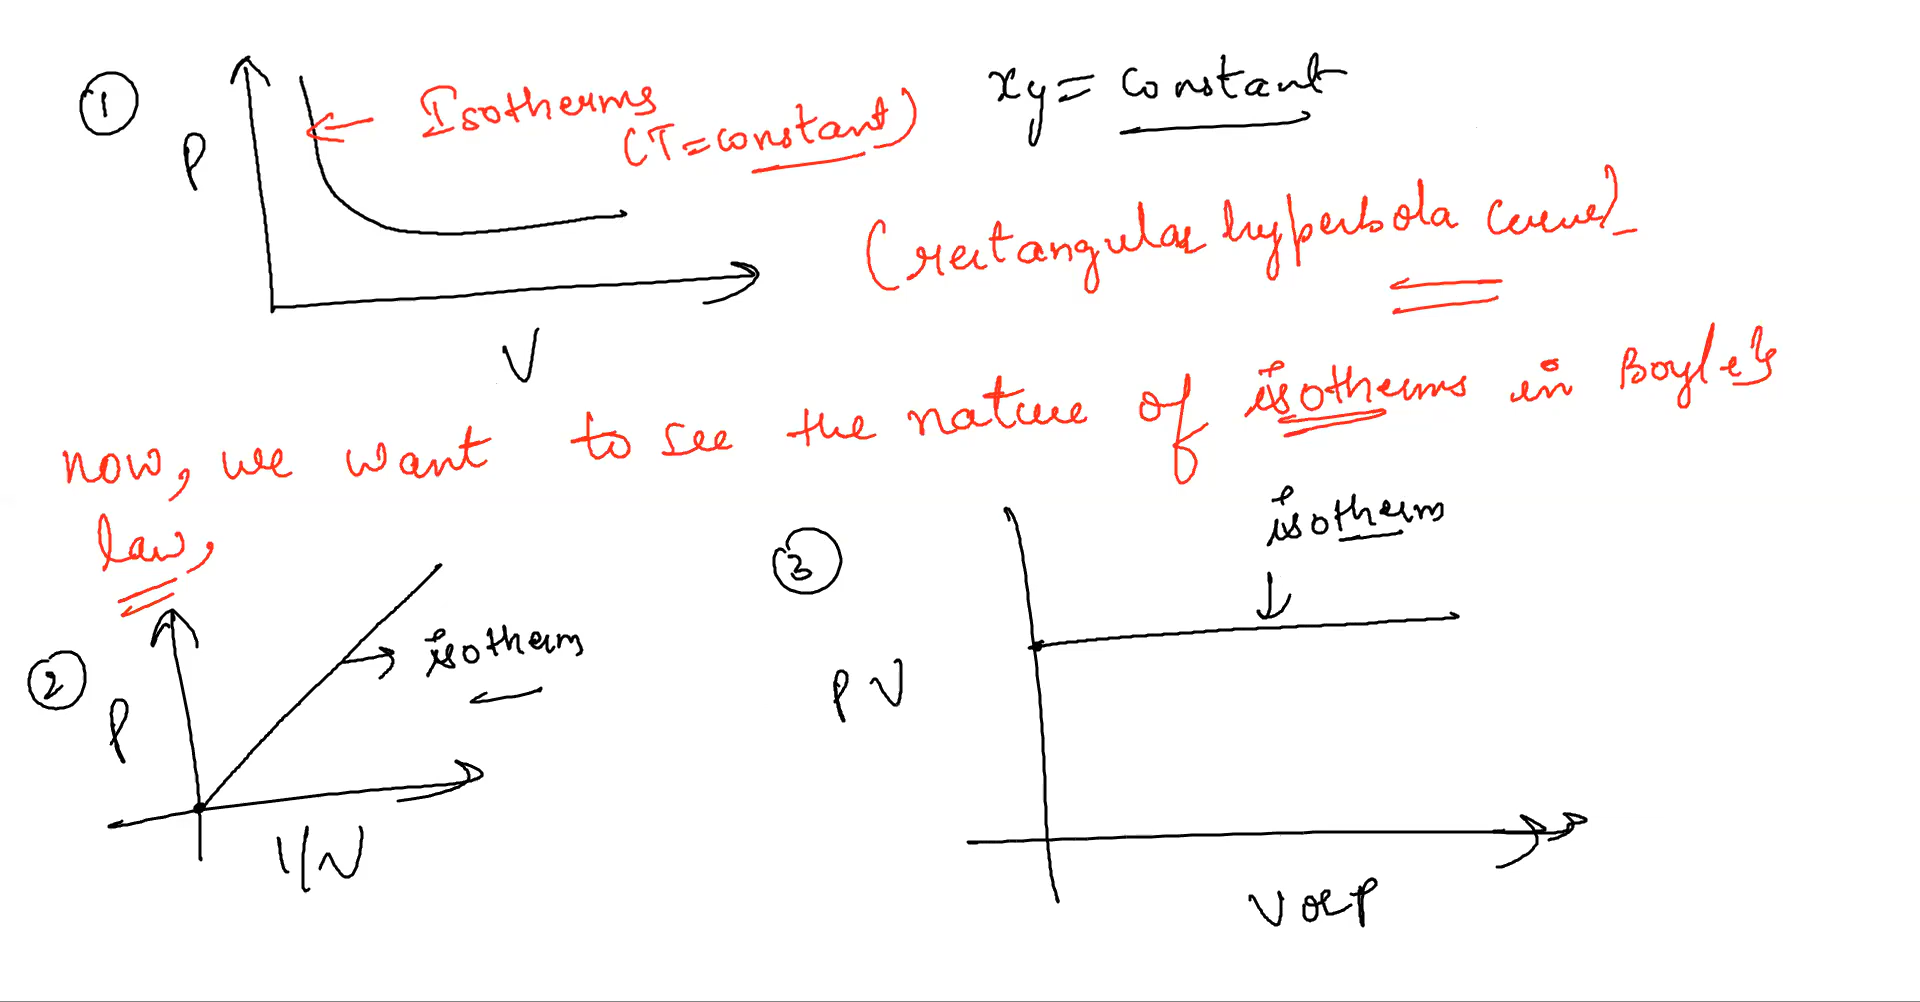 1
P
Isotherms
(T=constant)
xy = constant
(rectangular hyperbola curve)
V
now, we want to see the nature of isotherms in Boyle's
law,
2
P
isotherm
1/V
3
isotherm
PV
V or P